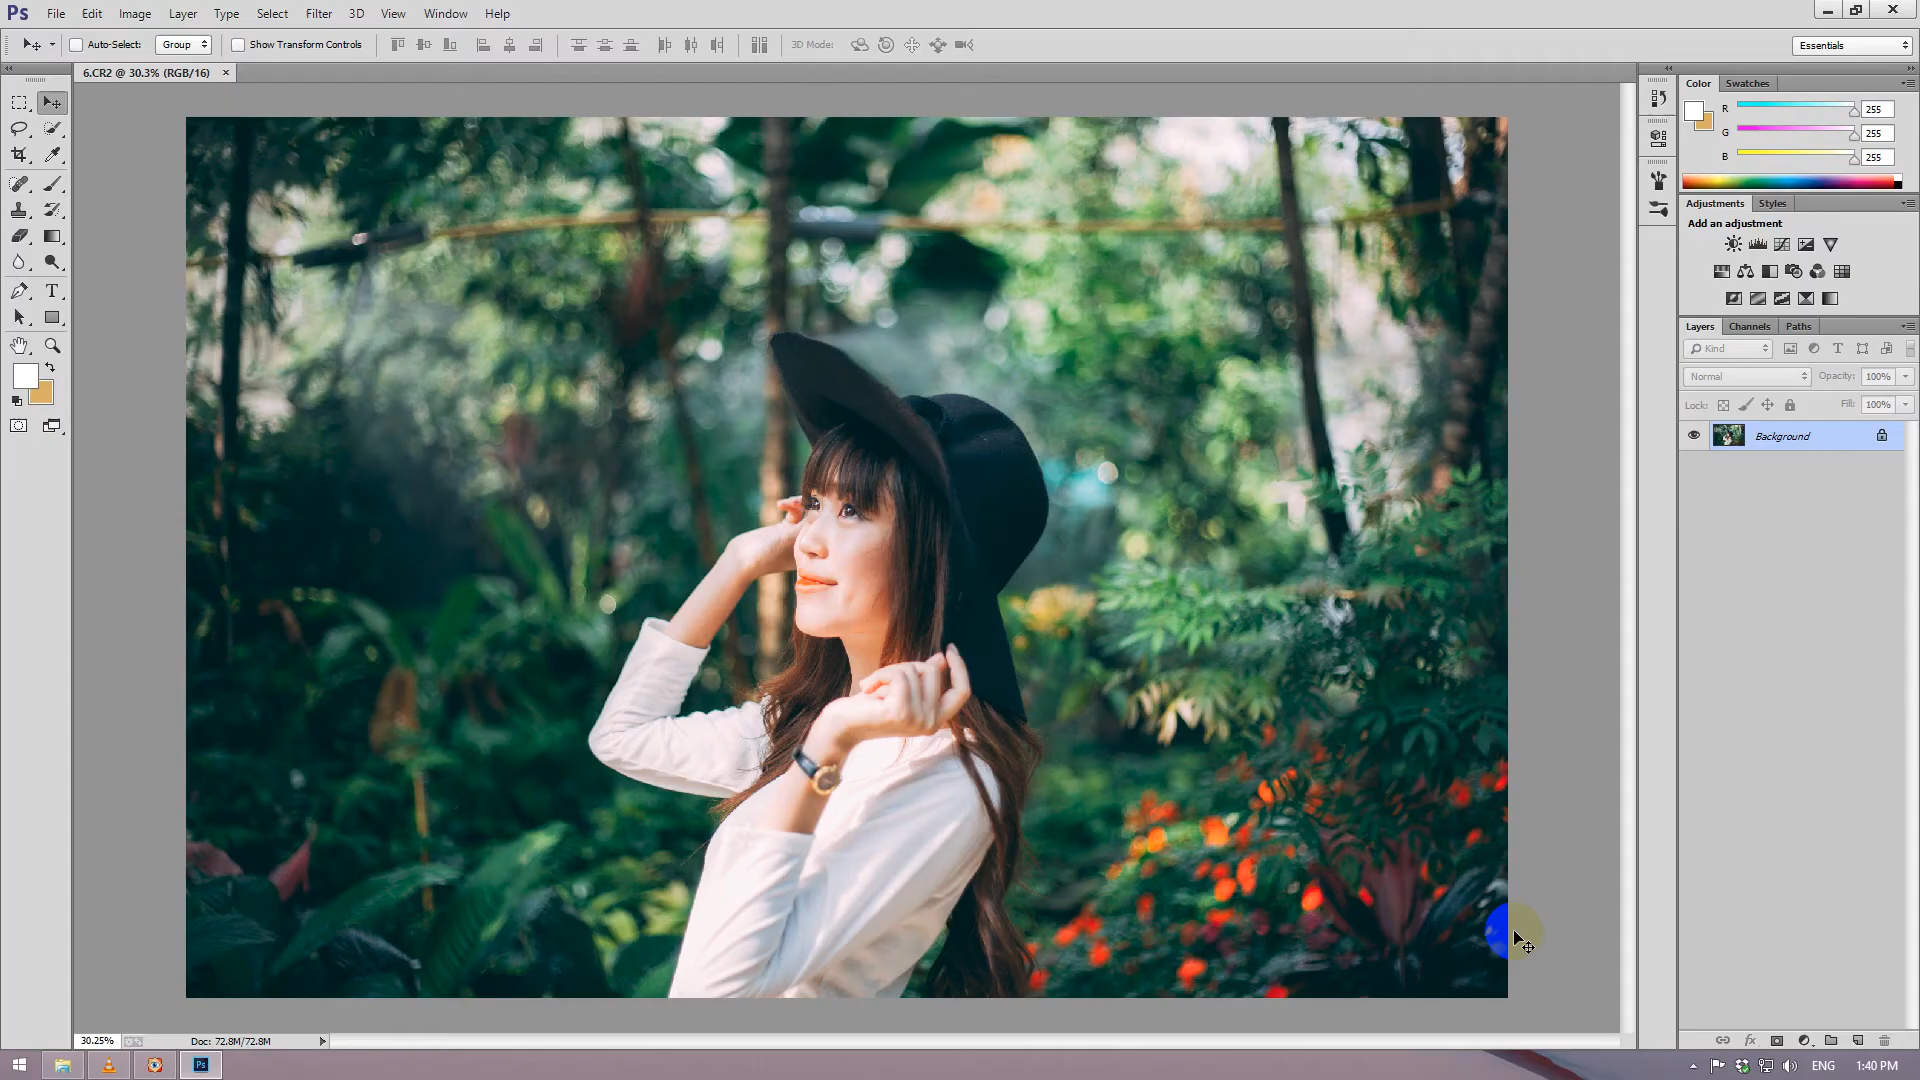 Ps File Edit Image Layer Type Select Filter 3D View Window Help
Auto-Select: Group Show Transform Controls 3D Mode: Essentials
6.CR2 @ 30.3% (RGB/16) ×
Color Swatches
R 255
G 255
B 255
Adjustments Styles
Add an adjustment
Layers Channels Paths
Kind
Normal Opacity: 100%
Lock: Fill: 100%
Background
30.25% Doc: 72.8M/72.8M
Ps ENG 1:40 PM